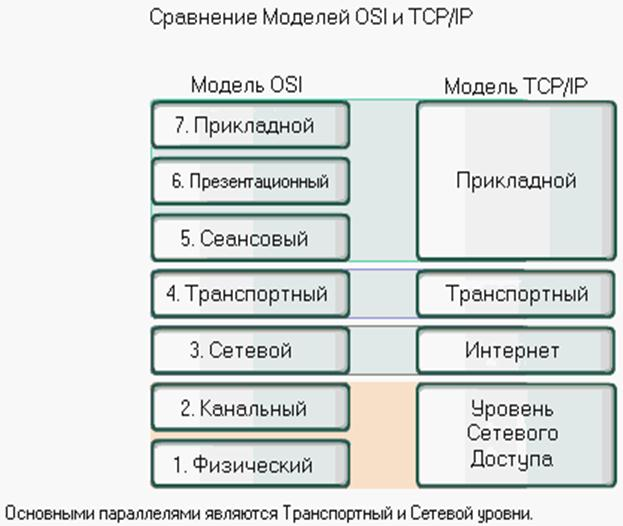 Сравнение Моделей OSI и TCP/IP
Модель OSI
Модель TCP/IP
7. Прикладной
6. Презентационный
5. Сеансовый
4. Транспортный
3. Сетевой
2. Канальный
1. Физический
Прикладной
Транспортный
Интернет
Уровень
Сетевого
Доступа
Основными параллелями являются Транспортный и Сетевой уровни.